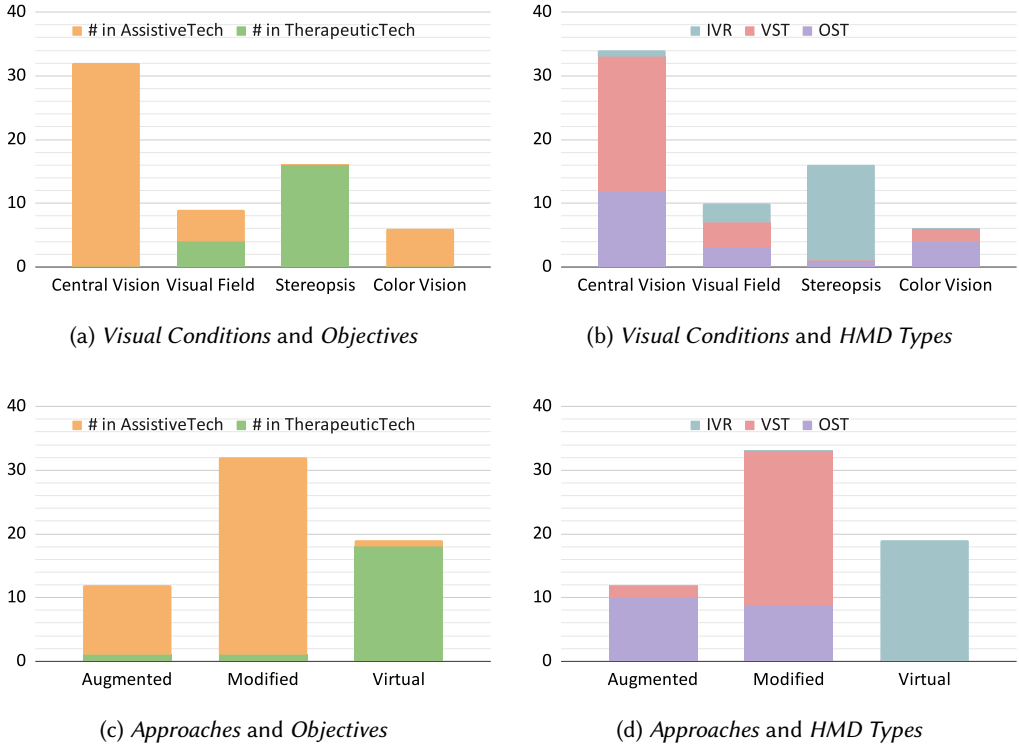 40
# in AssistiveTech # in TherapeuticTech
30
20
10
0
Central Vision Visual Field Stereopsis Color Vision
(a) Visual Conditions and Objectives
40
IVR VST OST
30
20
10
0
Central Vision Visual Field Stereopsis Color Vision
(b) Visual Conditions and HMD Types
40
# in AssistiveTech # in TherapeuticTech
30
20
10
0
Augmented Modified Virtual
(c) Approaches and Objectives
40
IVR VST OST
30
20
10
0
Augmented Modified Virtual
(d) Approaches and HMD Types